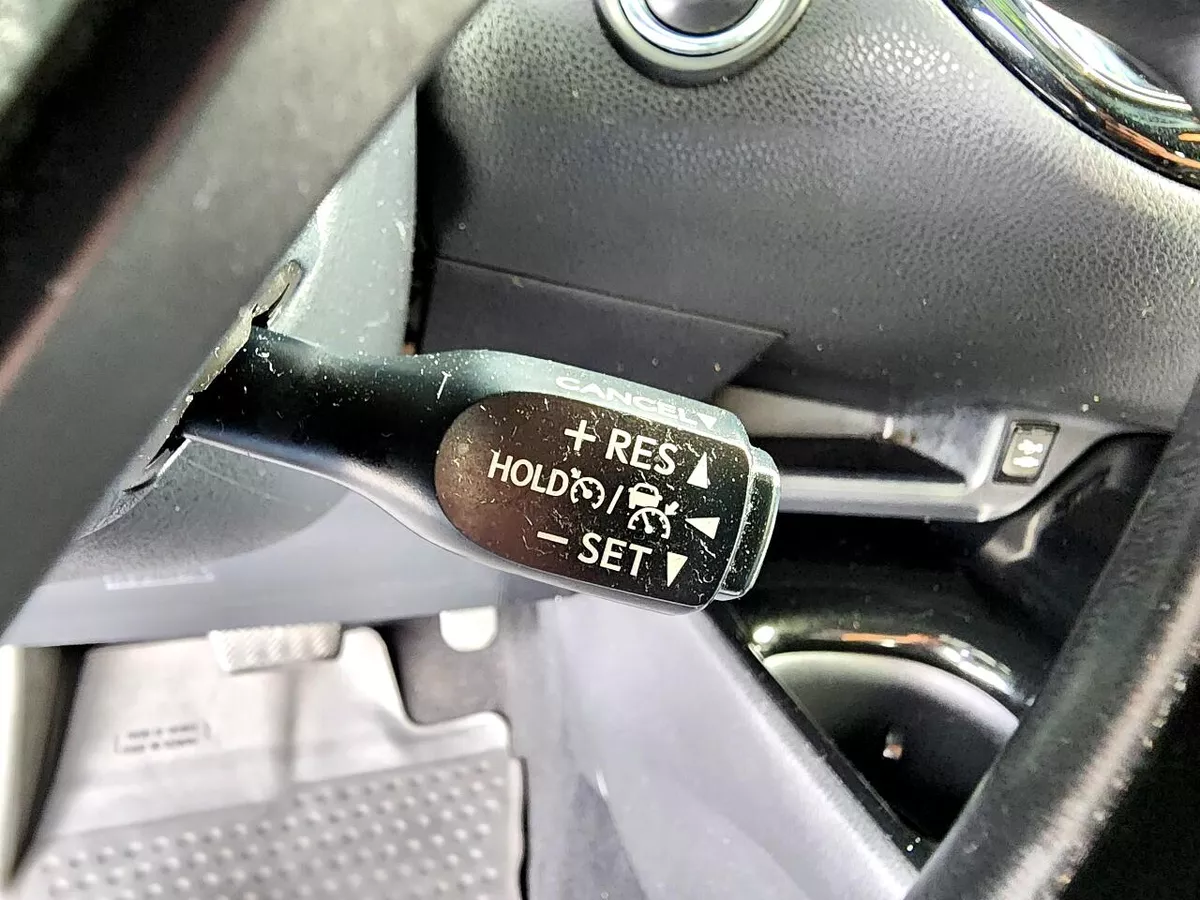 CANCEL
+ RES
HOLD /
− SET